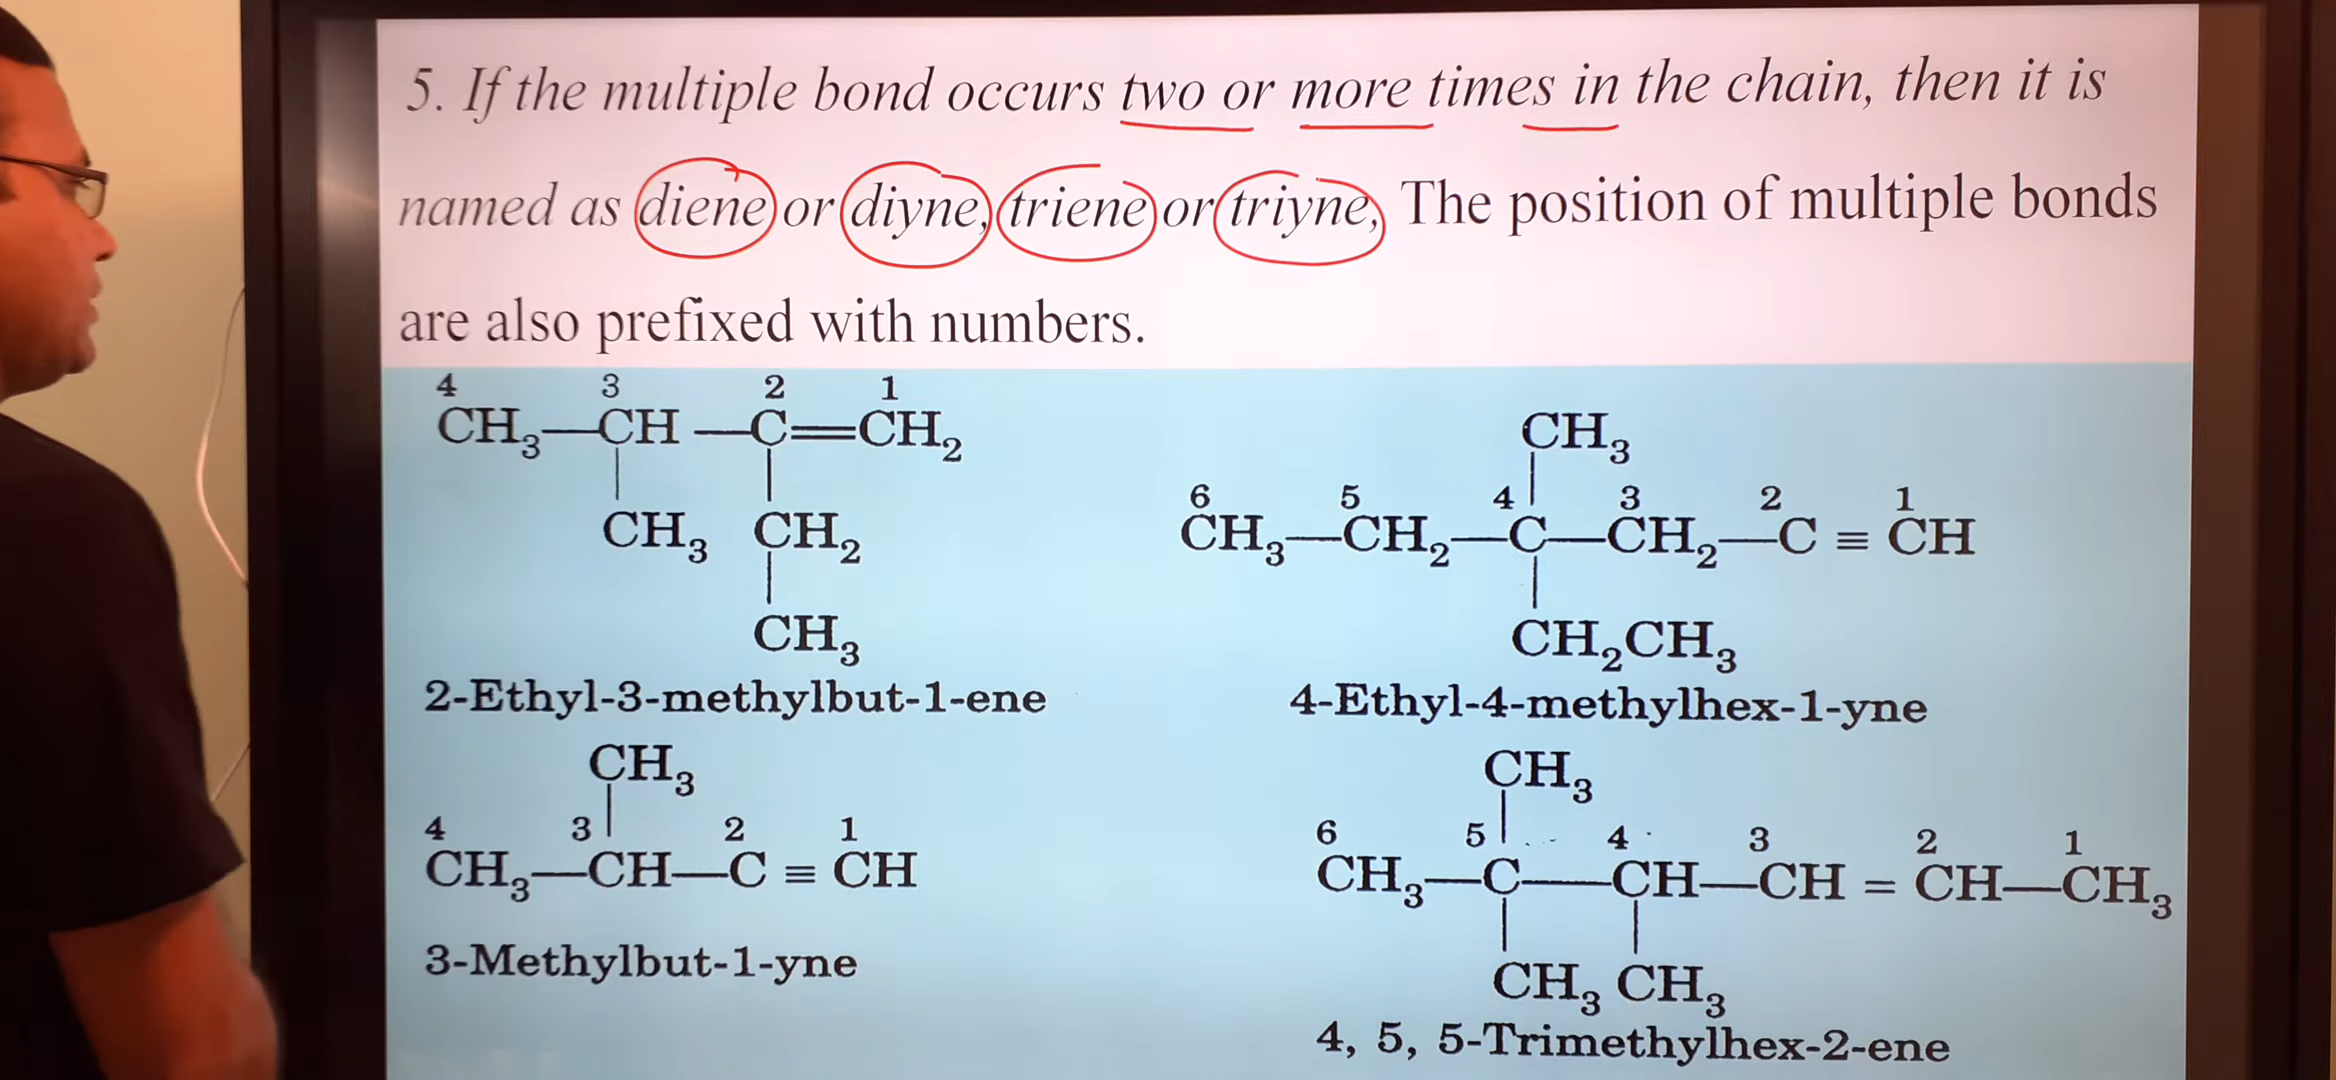 5. If the multiple bond occurs two or more times in the chain, then it is
named as diene or diyne, triene or triyne, The position of multiple bonds
are also prefixed with numbers.
4 3 2 1
CH₃—CH—C=CH₂
CH₃ CH₂
CH₃
2-Ethyl-3-methylbut-1-ene
CH₃
6 5 4 3 2 1
CH₃—CH₂—C—CH₂—C ≡ CH
CH₂CH₃
4-Ethyl-4-methylhex-1-yne
CH₃
4 3 2 1
CH₃—CH—C ≡ CH
3-Methylbut-1-yne
CH₃
6 5 4 3 2 1
CH₃—C—CH—CH = CH—CH₃
CH₃ CH₃
4, 5, 5-Trimethylhex-2-ene